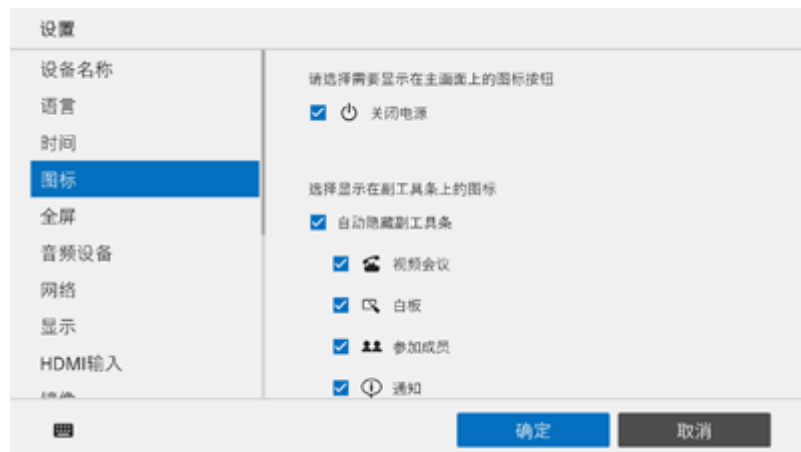 设置
设备名称
语言
时间
图标
全屏
音频设备
网络
显示
HDMI输入
请选择需要显示在主画面上的图标按钮
关闭电源
选择显示在副工具条上的图标
自动隐藏副工具条
视频会议
白板
参加成员
通知
确定
取消